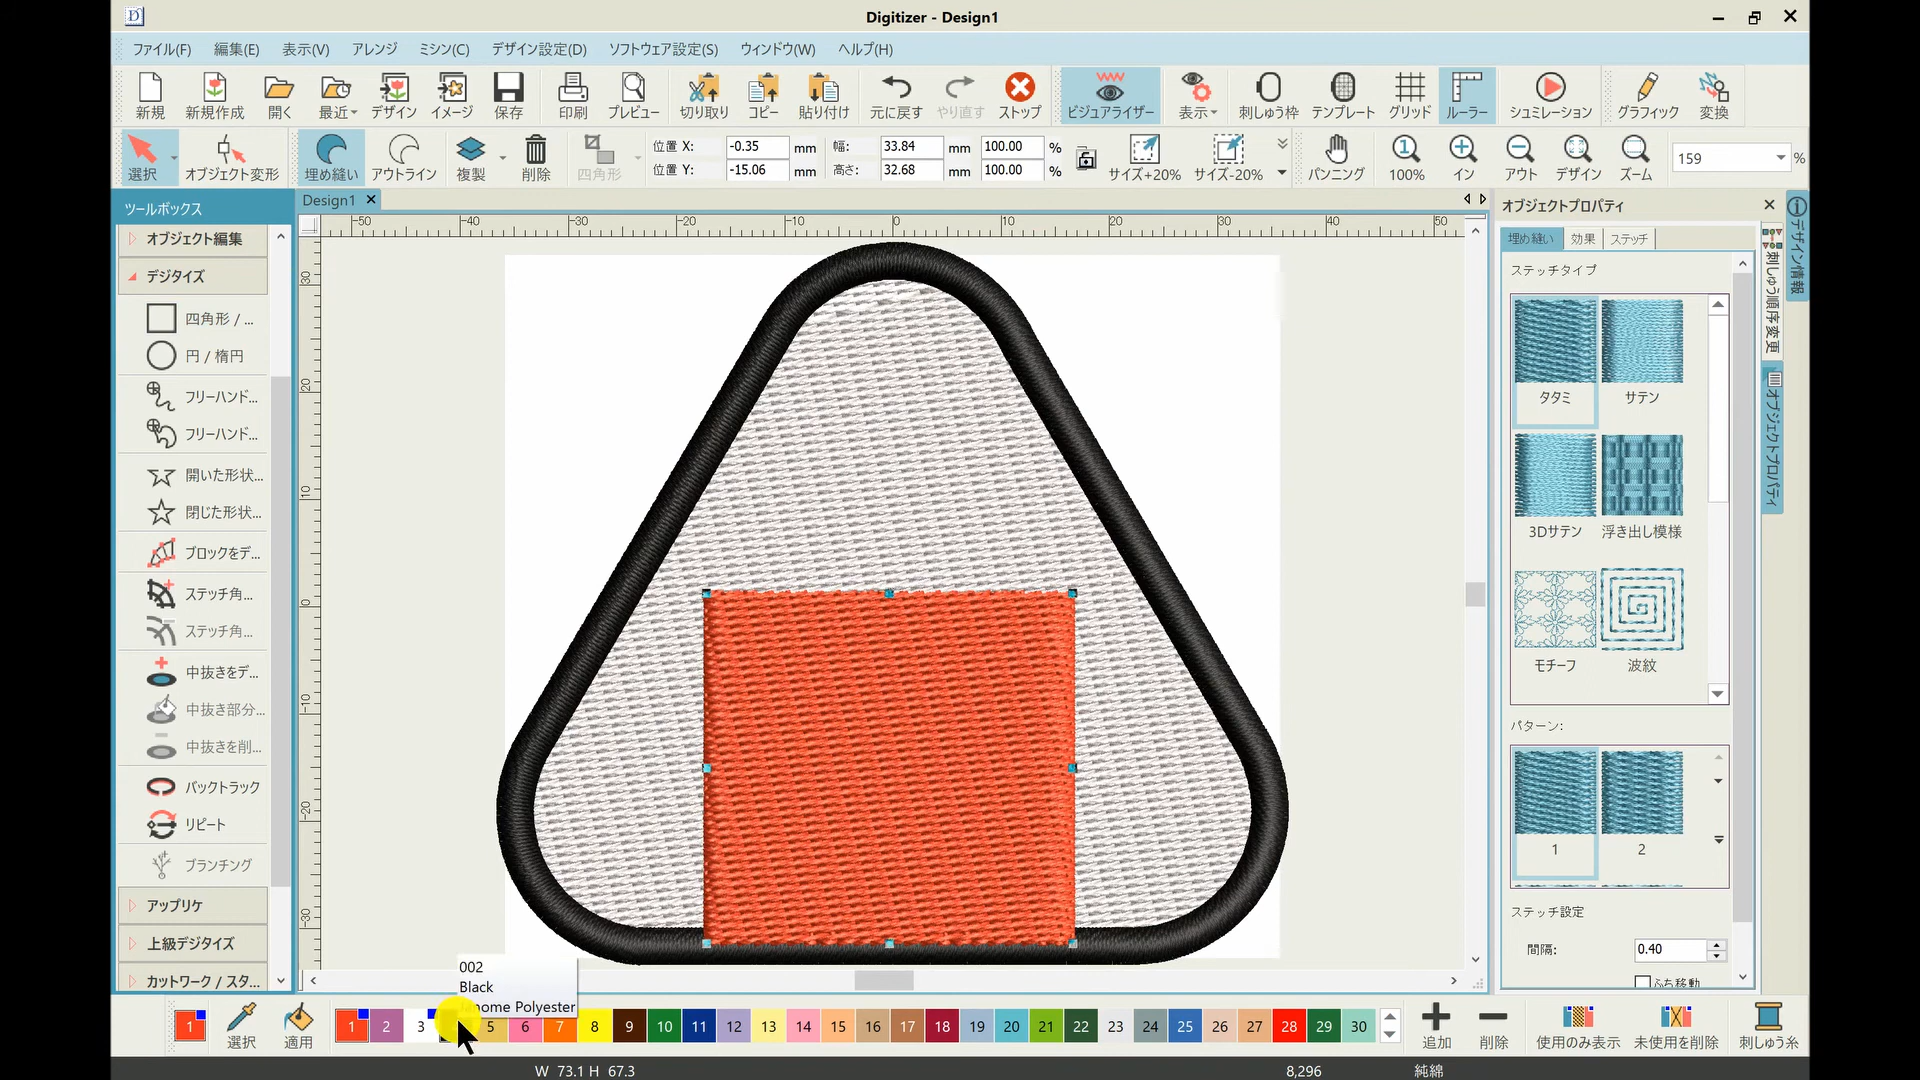 Digitizer - Design1
ファイル(F) 編集(E) 表示(V) アレンジ ミシン(C) デザイン設定(D) ソフトウェア設定(S) ウィンドウ(W) ヘルプ(H)
新規 新規作成 開く 最近 デザイン イメージ 保存 印刷 プレビュー 切り取り コピー 貼り付け 元に戻す やり直す ストップ ビジュアライザー 表示 刺しゅう枠 テンプレート グリッド ルーラー シュミレーション グラフィック 変換
位置 X: -0.35 mm 幅: 33.84 mm 100.00 %
位置 Y: -15.06 mm 高さ: 32.68 mm 100.00 %
159 %
選択 オブジェクト変形 埋め縫い アウトライン 複製 削除 四角形 サイズ+20% サイズ-20% パンニング 100% イン アウト デザイン ズーム
ツールボックス
Design1
オブジェクトプロパティ
オブジェクト編集
デジタイズ
四角形 / ...
円 / 楕円
フリーハンド...
フリーハンド...
開いた形状...
閉じた形状...
ブロックをデ...
ステッチ角...
ステッチ角...
中抜きをデ...
中抜き部分...
中抜きを削...
バックトラック
リピート
ブランチング
アップリケ
上級デジタイズ
カットワーク / スタ...
-50 -40 -30 -20 -10 0 10 20 30 40 50
30
20
10
0
-10
-20
-30
埋め縫い 効果 ステッチ
ステッチタイプ
タタミ サテン
3Dサテン 浮き出し模様
モチーフ 波紋
パターン:
1 2
ステッチ設定
間隔: 0.40
ふち移動
デザイン情報
刺しゅう順序変更
オブジェクトプロパティ
002
Black
Janome Polyester
1 選択 適用
1 2 3 5 6 7 8 9 10 11 12 13 14 15 16 17 18 19 20 21 22 23 24 25 26 27 28 29 30
追加 削除 使用のみ表示 未使用を削除 刺しゅう糸
W 73.1 H 67.3 8,296 純綿